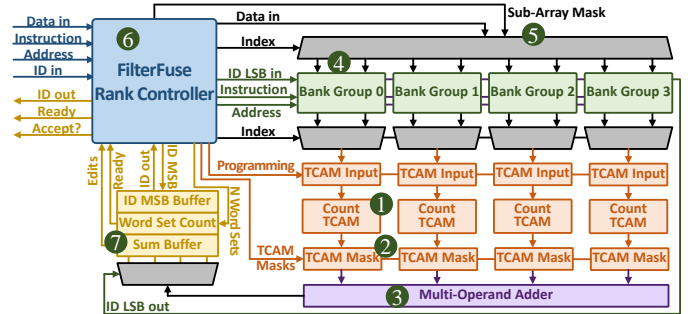 Data in
Instruction
Address
ID in
ID out
Ready
Accept?
6
FilterFuse
Rank Controller
Data in
Sub-Array Mask
Index
5
4
ID LSB in
Instruction
Address
Bank Group 0
Bank Group 1
Bank Group 2
Bank Group 3
Index
Programming
TCAM Input
TCAM Input
TCAM Input
TCAM Input
1
Count
TCAM
Count
TCAM
Count
TCAM
Count
TCAM
2
TCAM
Masks
TCAM Mask
TCAM Mask
TCAM Mask
TCAM Mask
3
Multi-Operand Adder
Edits
Ready
ID out
ID MSB
N Word Sets
ID MSB Buffer
Word Set Count
7
Sum Buffer
ID LSB out